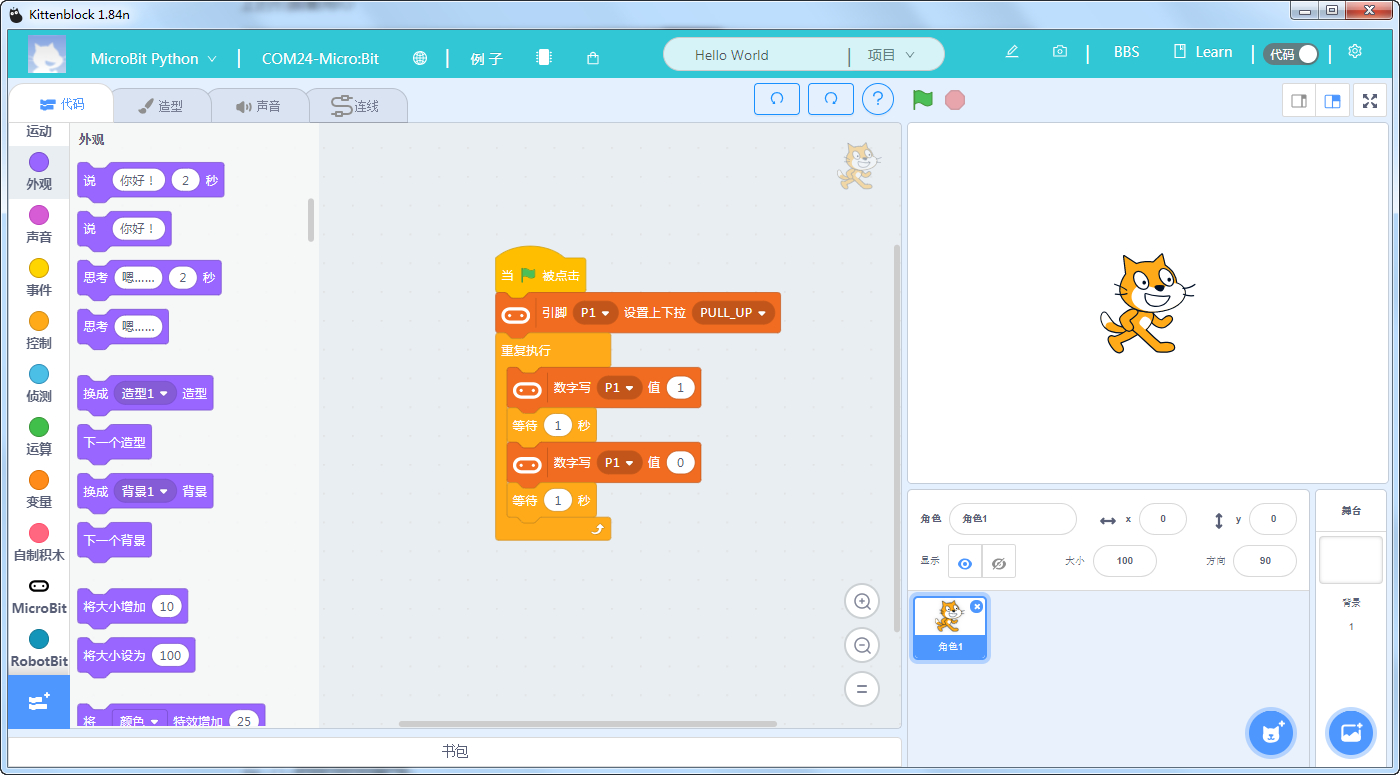 Kittenblock 1.84n
MicroBit Python
COM24-Micro:Bit
例子
Hello World
项目
BBS
Learn
代码
代码
造型
声音
连线
?
运动
外观
声音
事件
控制
侦测
运算
变量
自制积木
MicroBit
RobotBit
外观
说 你好！ 2 秒
说 你好！
思考 嗯…… 2 秒
思考 嗯……
换成 造型1 造型
下一个造型
换成 背景1 背景
下一个背景
将大小增加 10
将大小设为 100
将 颜色 特效增加 25
当 被点击
引脚 P1 设置上下拉 PULL_UP
重复执行
数字写 P1 值 1
等待 1 秒
数字写 P1 值 0
等待 1 秒
书包
角色 角色1 x 0 y 0
显示 大小 100 方向 90
角色1
舞台
背景
1